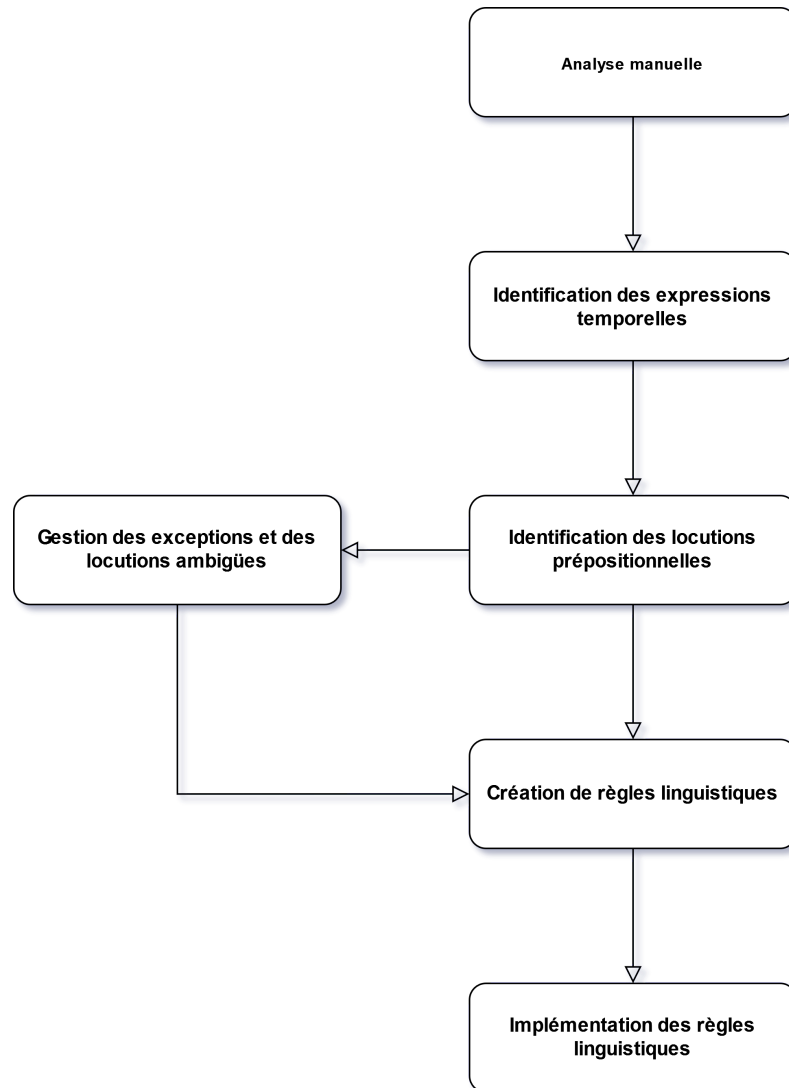 Analyse manuelle
Identification des expressions
temporelles
Identification des locutions
prépositionnelles
Gestion des exceptions et des
locutions ambigües
Création de règles linguistiques
Implémentation des règles
linguistiques